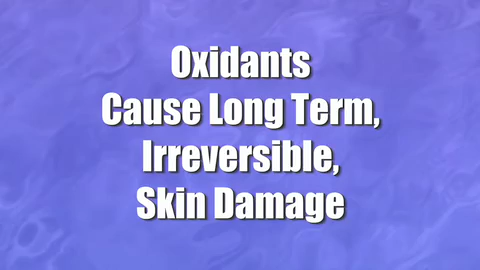 Oxidants
Cause Long Term,
Irreversible,
Skin Damage